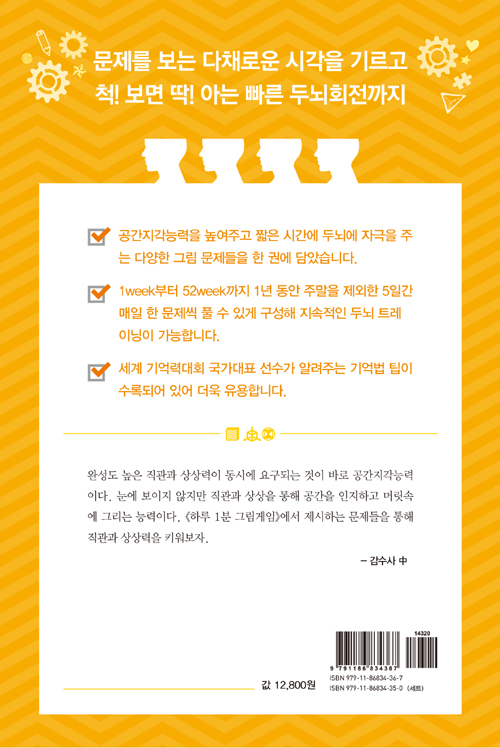 문제를 보는 다채로운 시각을 기르고
척! 보면 딱! 아는 빠른 두뇌회전까지
공간지각능력을 높여주고 짧은 시간에 두뇌에 자극을 주
는 다양한 그림 문제들을 한 권에 담았습니다.
1week부터 52week까지 1년 동안 주말을 제외한 5일간
매일 한 문제씩 풀 수 있게 구성해 지속적인 두뇌 트레
이닝이 가능합니다.
세계 기억력대회 국가대표 선수가 알려주는 기억법 팁이
수록되어 있어 더욱 유용합니다.
완성도 높은 직관과 상상력이 동시에 요구되는 것이 바로 공간지각능력
이다. 눈에 보이지 않지만 직관과 상상을 통해 공간을 인지하고 머릿속
에 그리는 능력이다. 《하루 1분 그림게임》에서 제시하는 문제들을 통해
직관과 상상력을 키워보자.
– 감수사 中
14320
9 791186 834367
ISBN 979-11-86834-36-7
ISBN 979-11-86834-35-0 (세트)
값 12,800원